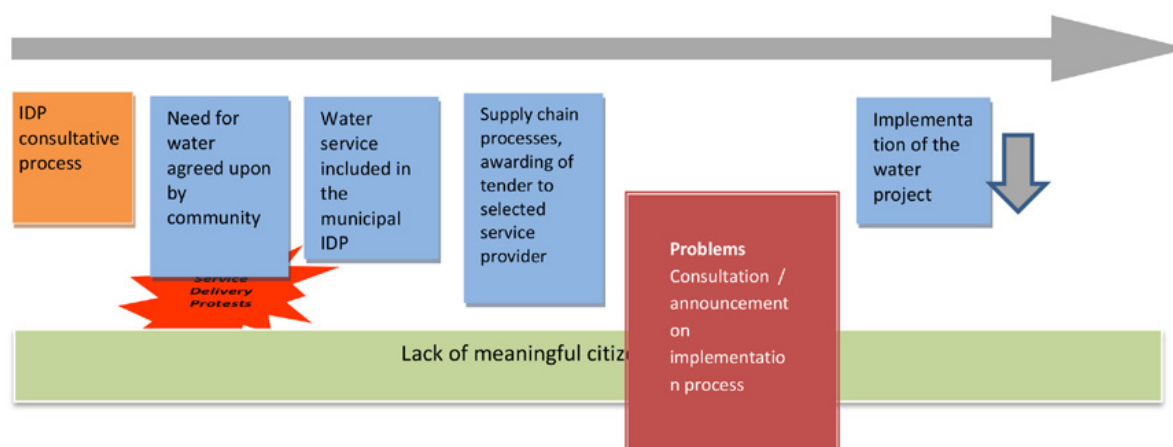 IDP
consultative
process
Need for
water
agreed upon
by
community
Water
service
included in
the
municipal
IDP
Supply chain
processes,
awarding of
tender to
selected
service
provider
Problems
Consultation /
announcement
on
implementatio
n process
Implementa
tion of the
water
project
Service
Delivery
Protests
Lack of meaningful